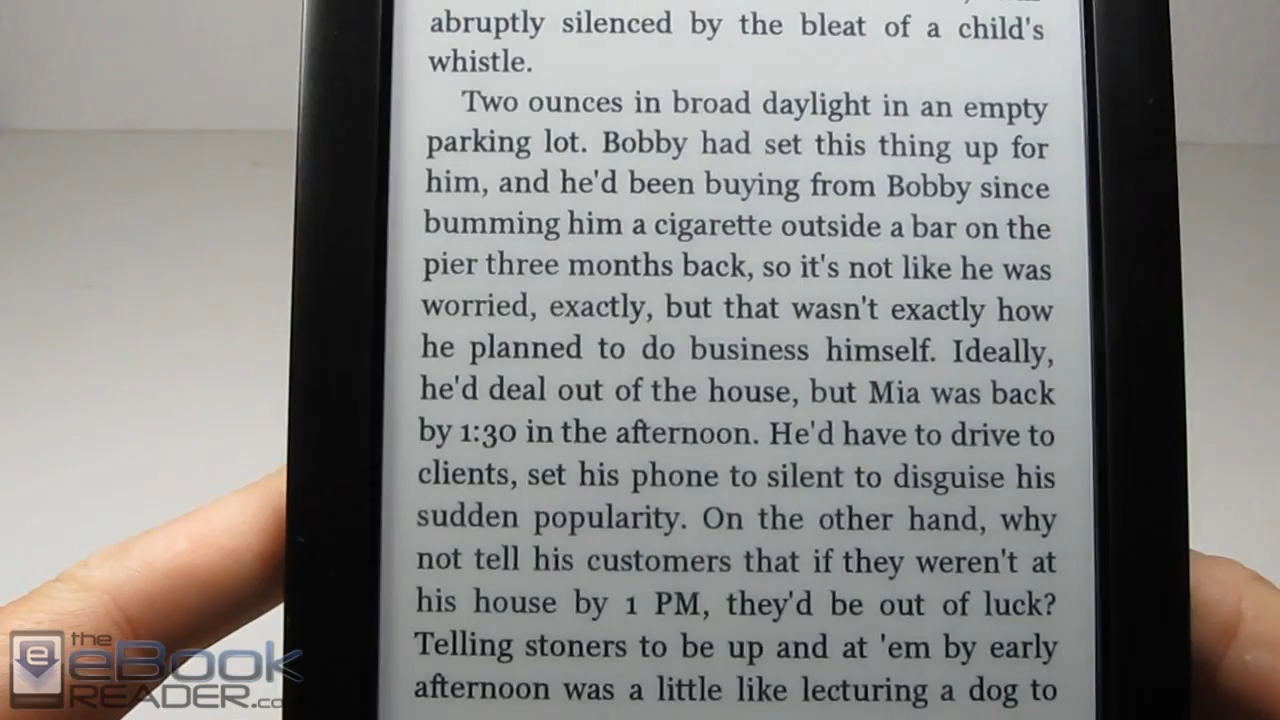 abruptly silenced by the bleat of a child's
whistle.
Two ounces in broad daylight in an empty
parking lot. Bobby had set this thing up for
him, and he'd been buying from Bobby since
bumming him a cigarette outside a bar on the
pier three months back, so it's not like he was
worried, exactly, but that wasn't exactly how
he planned to do business himself. Ideally,
he'd deal out of the house, but Mia was back
by 1:30 in the afternoon. He'd have to drive to
clients, set his phone to silent to disguise his
sudden popularity. On the other hand, why
not tell his customers that if they weren't at
his house by 1 PM, they'd be out of luck?
Telling stoners to be up and at 'em by early
afternoon was a little like lecturing a dog to
the
eBook
READER.co